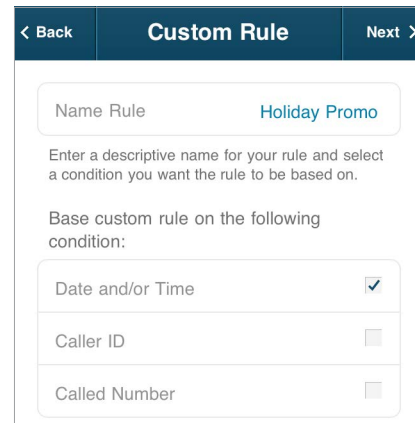 Back Custom Rule Next
Name Rule Holiday Promo
Enter a descriptive name for your rule and select
a condition you want the rule to be based on.
Base custom rule on the following
condition:
Date and/or Time
Caller ID
Called Number